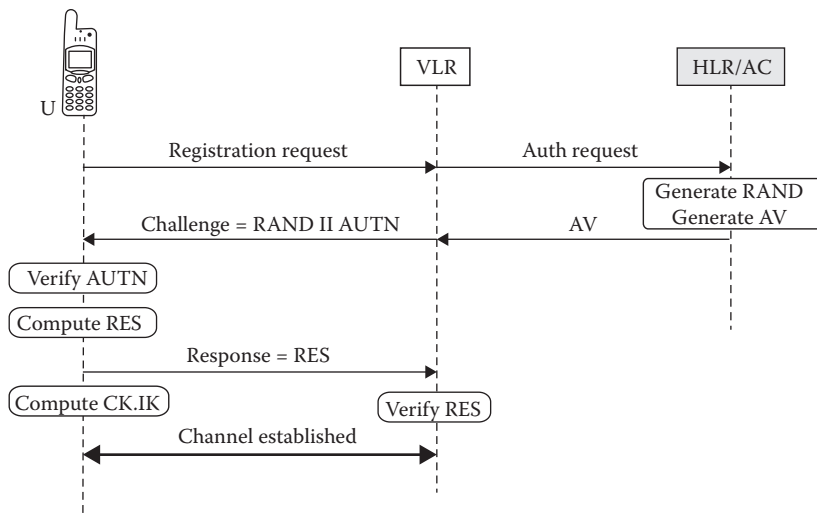 U
VLR
HLR/AC
Registration request
Auth request
Generate RAND
Generate AV
Challenge = RAND II AUTN
AV
Verify AUTN
Compute RES
Response = RES
Compute CK.IK
Verify RES
Channel established